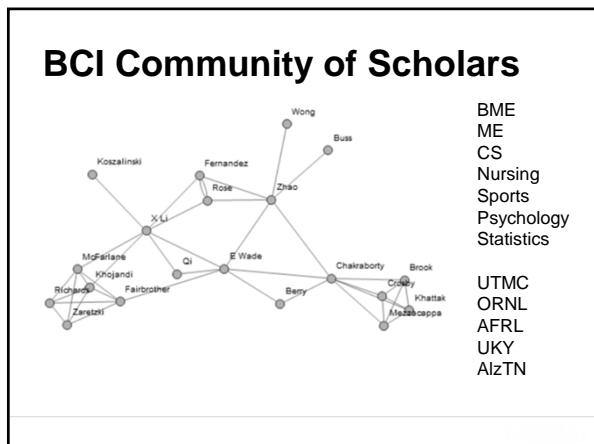 BCI Community of Scholars
Wong
Buss
Koszalinski
Fernandez
Rose
Zhao
X Li
McFarlane
Khojandi
Qi
E Wade
Richards
Fairbrother
Zaretzki
Berry
Chakraborty
Brook
Crosby
Khattak
Mezzacappa
BME
ME
CS
Nursing
Sports
Psychology
Statistics
UTMC
ORNL
AFRL
UKY
AlzTN